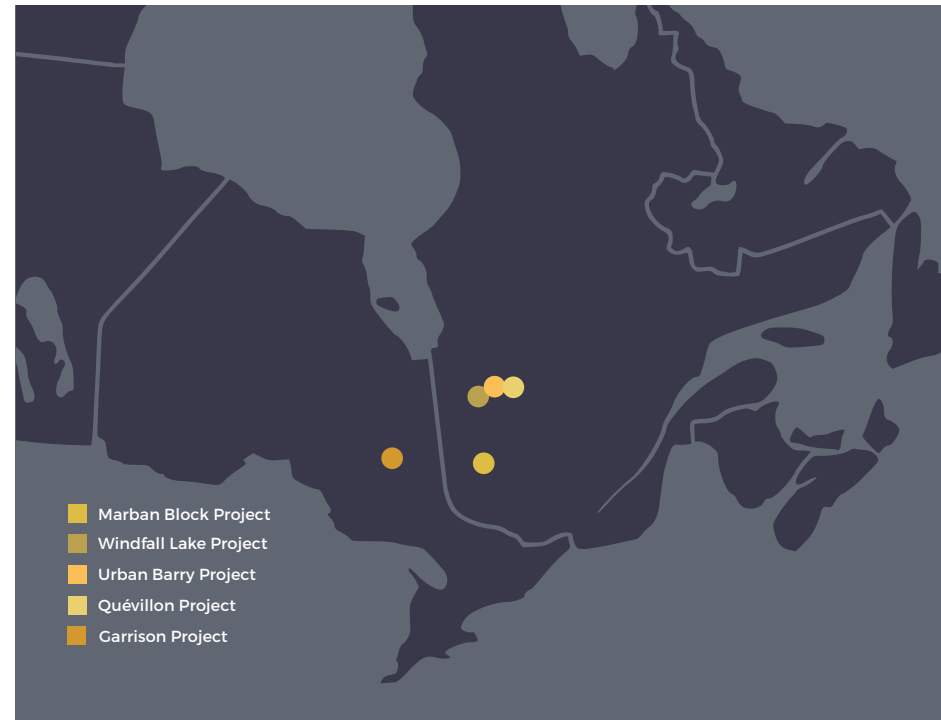 Marban Block Project
Windfall Lake Project
Urban Barry Project
Quévillon Project
Garrison Project